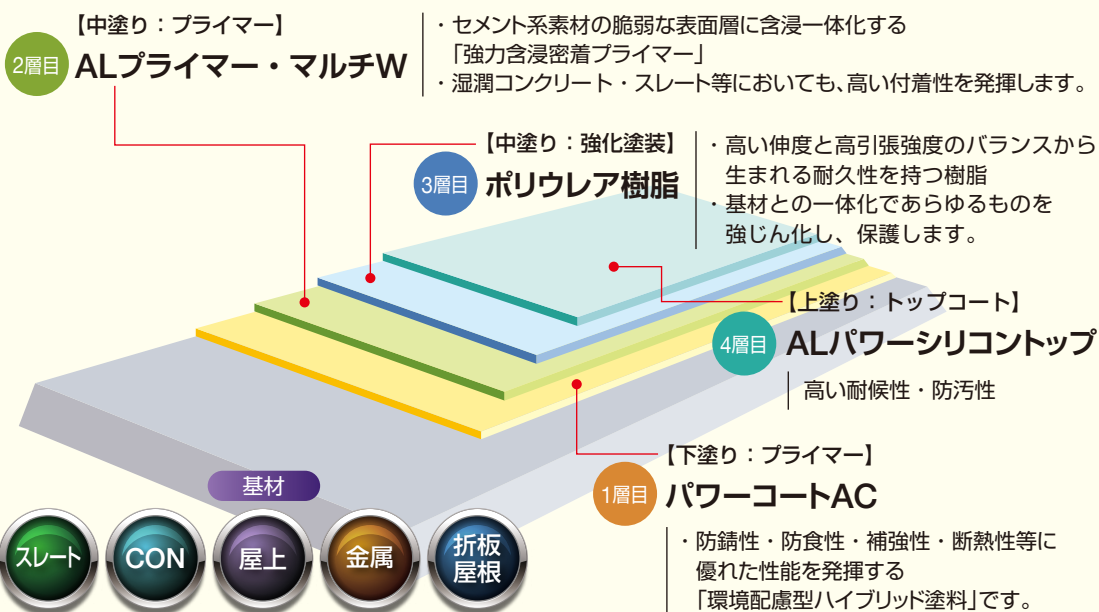 【中塗り：プライマー】
2層目 ALプライマー・マルチW
・セメント系素材の脆弱な表面層に含浸一体化する
「強力含浸密着プライマー」
・湿潤コンクリート・スレート等においても、高い付着性を発揮します。
【中塗り：強化塗装】
3層目 ポリウレア樹脂
・高い伸度と高引張強度のバランスから
生まれる耐久性を持つ樹脂
・基材との一体化であらゆるものを
強じん化し、保護します。
【上塗り：トップコート】
4層目 ALパワーシリコントップ
高い耐候性・防汚性
【下塗り：プライマー】
1層目 パワーコートAC
・防錆性・防食性・補強性・断熱性等に
優れた性能を発揮する
「環境配慮型ハイブリッド塗料」です。
基材
スレート
CON
屋上
金属
折板
屋根